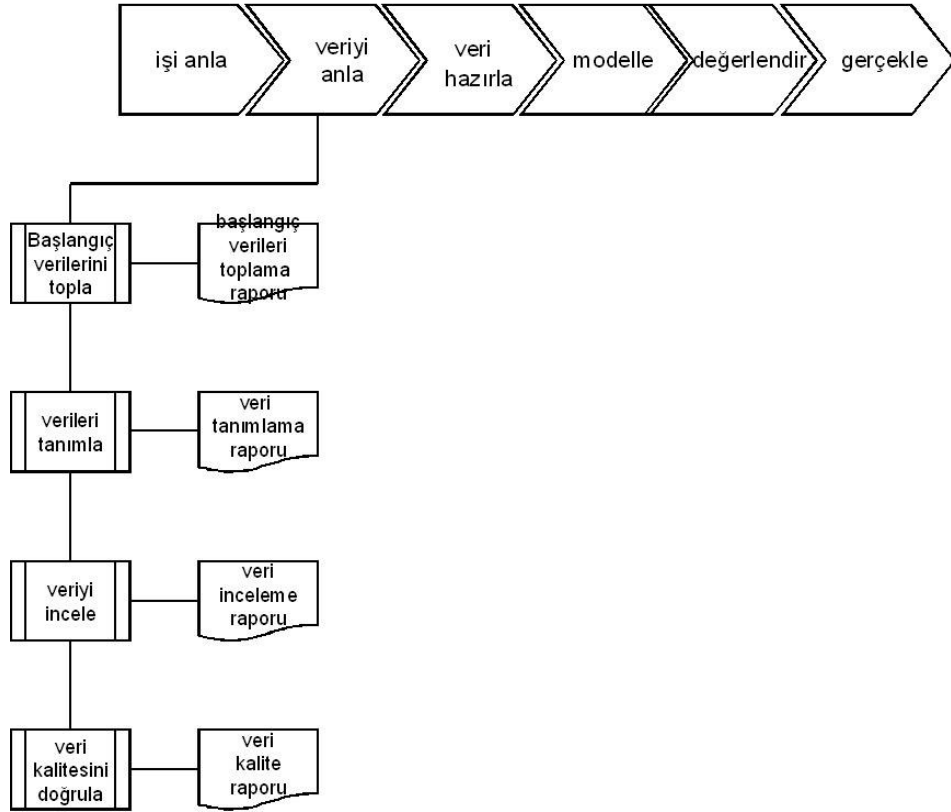 işi anla
veriyi
anla
veri
hazırla
modelle
değerlendir
gerçekle
Başlangıç
verilerini
topla
başlangıç
verileri
toplama
raporu
verileri
tanımla
veri
tanımlama
raporu
veriyi
incele
veri
inceleme
raporu
veri
kalitesini
doğrula
veri
kalite
raporu